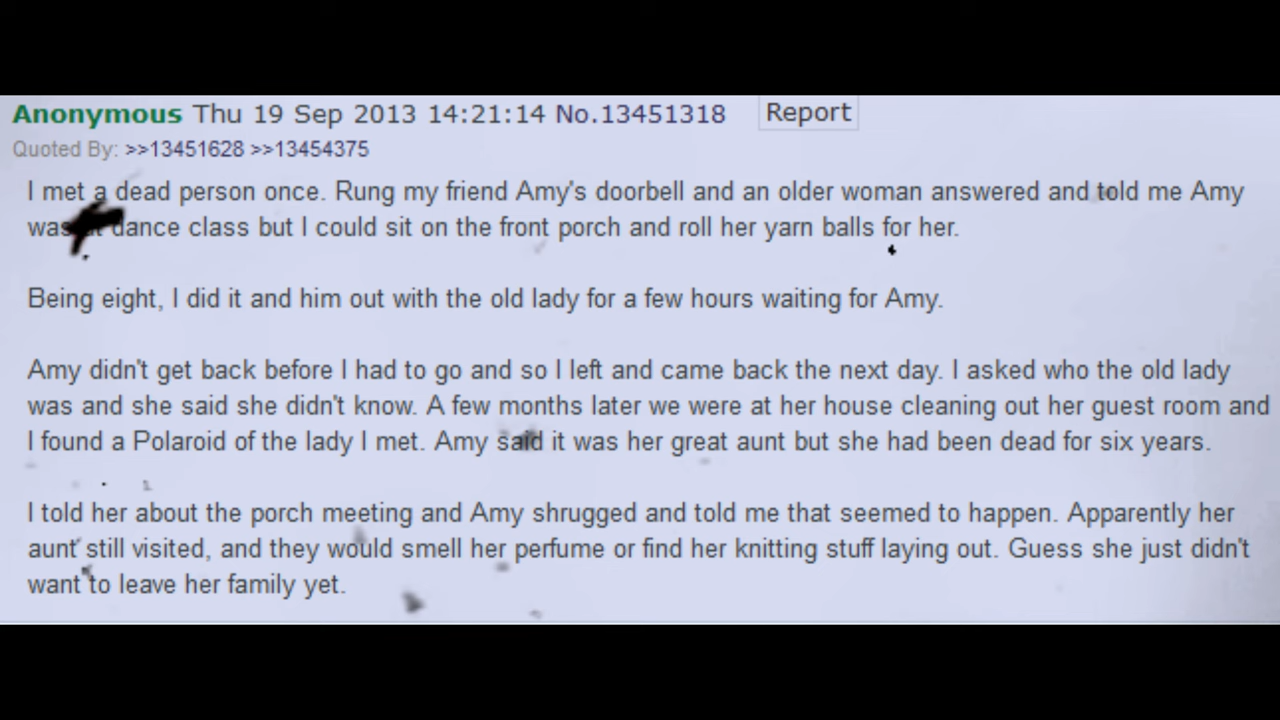 Anonymous Thu 19 Sep 2013 14:21:14 No.13451318 Report
Quoted By: >>13451628 >>13454375
I met a dead person once. Rung my friend Amy's doorbell and an older woman answered and told me Amy
was at dance class but I could sit on the front porch and roll her yarn balls for her.
Being eight, I did it and him out with the old lady for a few hours waiting for Amy.
Amy didn't get back before I had to go and so I left and came back the next day. I asked who the old lady
was and she said she didn't know. A few months later we were at her house cleaning out her guest room and
I found a Polaroid of the lady I met. Amy said it was her great aunt but she had been dead for six years.
I told her about the porch meeting and Amy shrugged and told me that seemed to happen. Apparently her
aunt still visited, and they would smell her perfume or find her knitting stuff laying out. Guess she just didn't
want to leave her family yet.